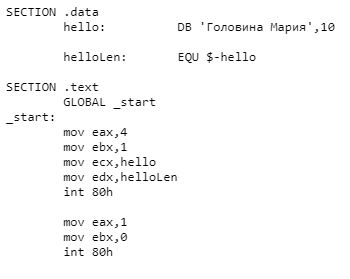 SECTION .data
hello: DB 'Головина Мария',10
helloLen: EQU $-hello
SECTION .text
GLOBAL _start
_start:
mov eax,4
mov ebx,1
mov ecx,hello
mov edx,helloLen
int 80h
mov eax,1
mov ebx,0
int 80h